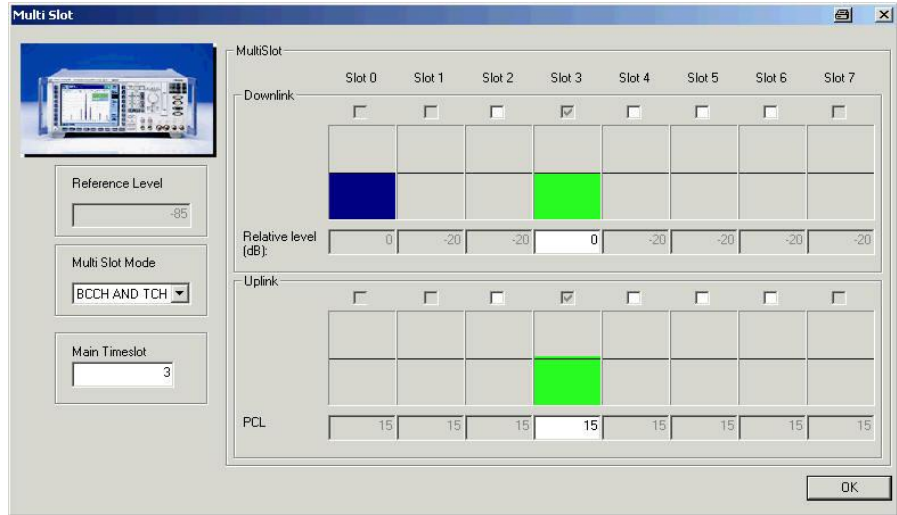 Multi Slot
MultiSlot
Slot 0 Slot 1 Slot 2 Slot 3 Slot 4 Slot 5 Slot 6 Slot 7
Downlink
Reference Level
-85
Relative level (dB): 0 -20 -20 0 -20 -20 -20 -20
Multi Slot Mode
BCCH AND TCH
Uplink
Main Timeslot
3
PCL 15 15 15 15 15 15 15 15
OK